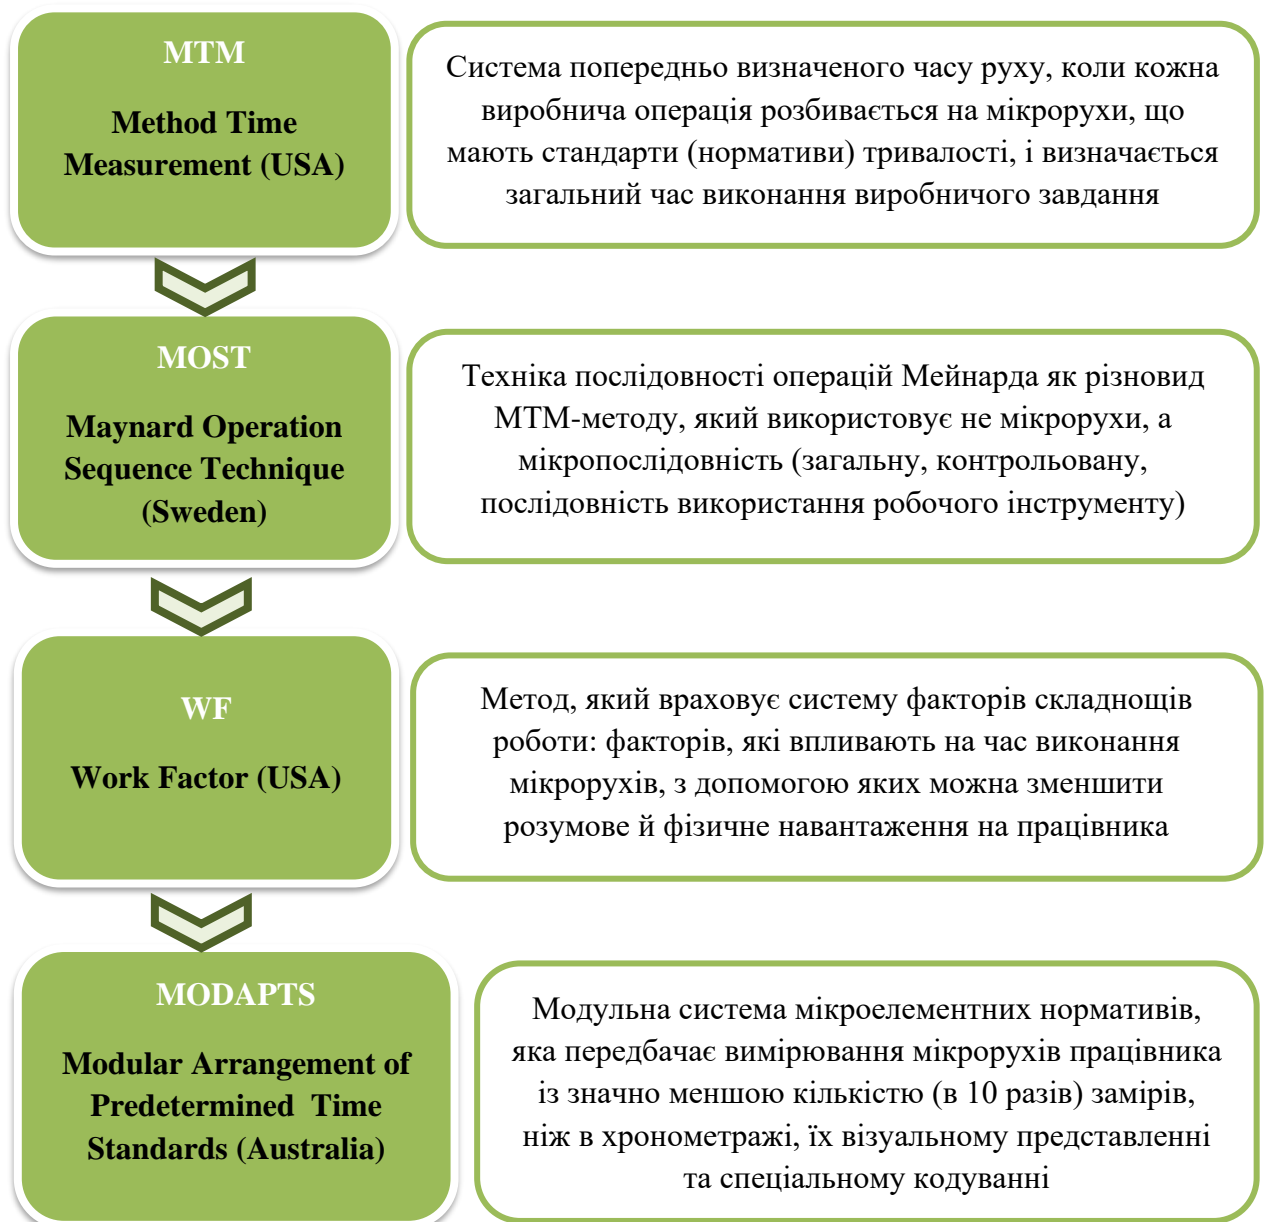 MTM
Method Time
Measurement (USA)
Система попередньо визначеного часу руху, коли кожна
виробнича операція розбивається на мікрорухи, що
мають стандарти (нормативи) тривалості, і визначається
загальний час виконання виробничого завдання
MOST
Maynard Operation
Sequence Technique
(Sweden)
Техніка послідовності операцій Мейнарда як різновид
МТМ-методу, який використовує не мікрорухи, а
мікропослідовність (загальну, контрольовану,
послідовність використання робочого інструменту)
WF
Work Factor (USA)
Метод, який враховує систему факторів складнощів
роботи: факторів, які впливають на час виконання
мікрорухів, з допомогою яких можна зменшити
розумове й фізичне навантаження на працівника
MODAPTS
Modular Arrangement of
Predetermined Time
Standards (Australia)
Модульна система мікроелементних нормативів,
яка передбачає вимірювання мікрорухів працівника
із значно меншою кількістю (в 10 разів) замірів,
ніж в хронометражі, їх візуальному представленні
та спеціальному кодуванні